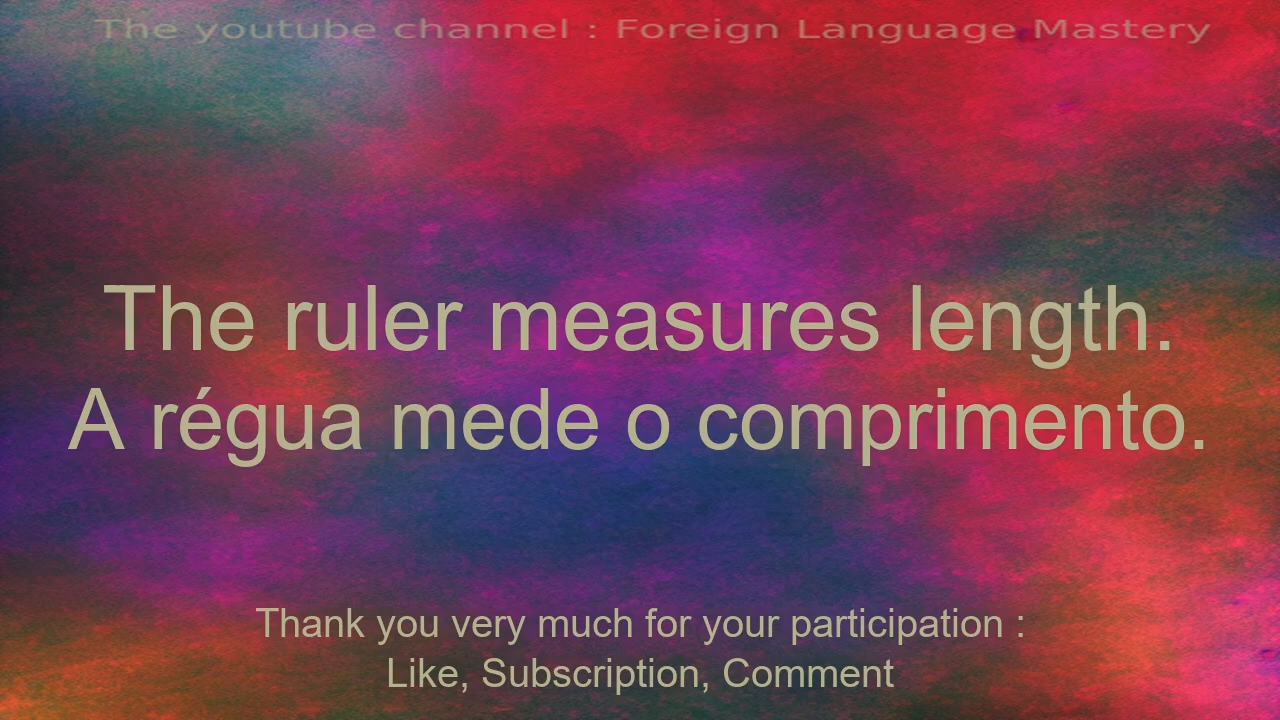 The youtube channel : Foreign Language Mastery
The ruler measures length.
A régua mede o comprimento.
Thank you very much for your participation :
Like, Subscription, Comment